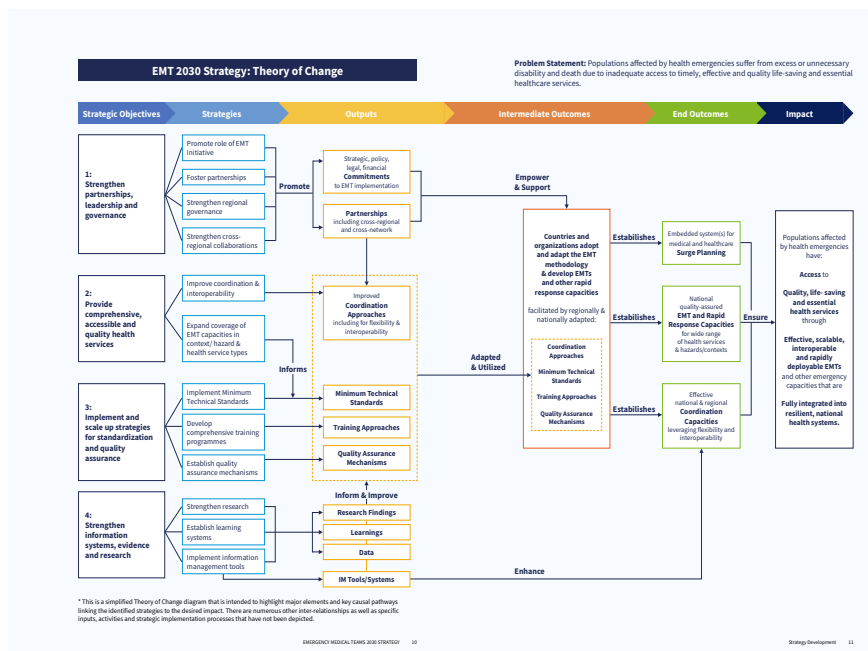 EMT 2030 Strategy: Theory of Change
Problem Statement: Populations affected by health emergencies suffer from excess or unnecessary
disability and death due to inadequate access to timely, effective and quality life-saving and essential
healthcare services.
Strategic Objectives
Strategies
Outputs
Intermediate Outcomes
End Outcomes
Impact
1:
Strengthen
partnerships,
leadership and
governance
Promote role of EMT
Initiative
Foster partnerships
Strengthen regional
governance
Strengthen cross-
regional collaborations
Promote
Strategic, policy,
legal, financial
Commitments
to EMT implementation
Partnerships
including cross-regional
and cross-network
Empower
& Support
2:
Provide
comprehensive,
accessible and
quality health
services
Improve coordination &
interoperability
Expand coverage of
EMT capacities in
context/ hazard &
health service types
Informs
Improved
Coordination
Approaches
including for flexibility &
interoperability
Minimum Technical
Standards
Training Approaches
Quality Assurance
Mechanisms
Adapted
& Utilized
3:
Implement and
scale up strategies
for standardization
and quality
assurance
Implement Minimum
Technical Standards
Develop
comprehensive training
programmes
Establish quality
assurance mechanisms
4:
Strengthen
information
systems, evidence
and research
Strengthen research
Establish learning
systems
Implement information
management tools
Inform & Improve
Research Findings
Learnings
Data
IM Tools/Systems
Enhance
Countries and
organizations adopt
and adapt the EMT
methodology
& develop EMTs
and other rapid
response capacities
facilitated by regionally &
nationally adapted:
Coordination
Approaches
Minimum Technical
Standards
Training Approaches
Quality Assurance
Mechanisms
Estabilishes
Estabilishes
Estabilishes
Embedded system(s) for
medical and healthcare
Surge Planning
National
quality-assured
EMT and Rapid
Response Capacities
for wide range
of health services
& hazards/contexts
Effective
national & regional
Coordination
Capacities
leveraging flexibility and
interoperability
Ensure
Populations affected
by health emergencies
have:
Access to
Quality, life- saving
and essential
health services
through
Effective, scalable,
interoperable
and rapidly
deployable EMTs
and other emergency
capacities that are
Fully integrated into
resilient, national
health systems.
* This is a simplified Theory of Change diagram that is intended to highlight major elements and key causal pathways
linking the identified strategies to the desired impact. There are numerous other inter-relationships as well as specific
inputs, activities and strategic implementation processes that have not been depicted.
EMERGENCY MEDICAL TEAMS 2030 STRATEGY 10
Strategy Development 11